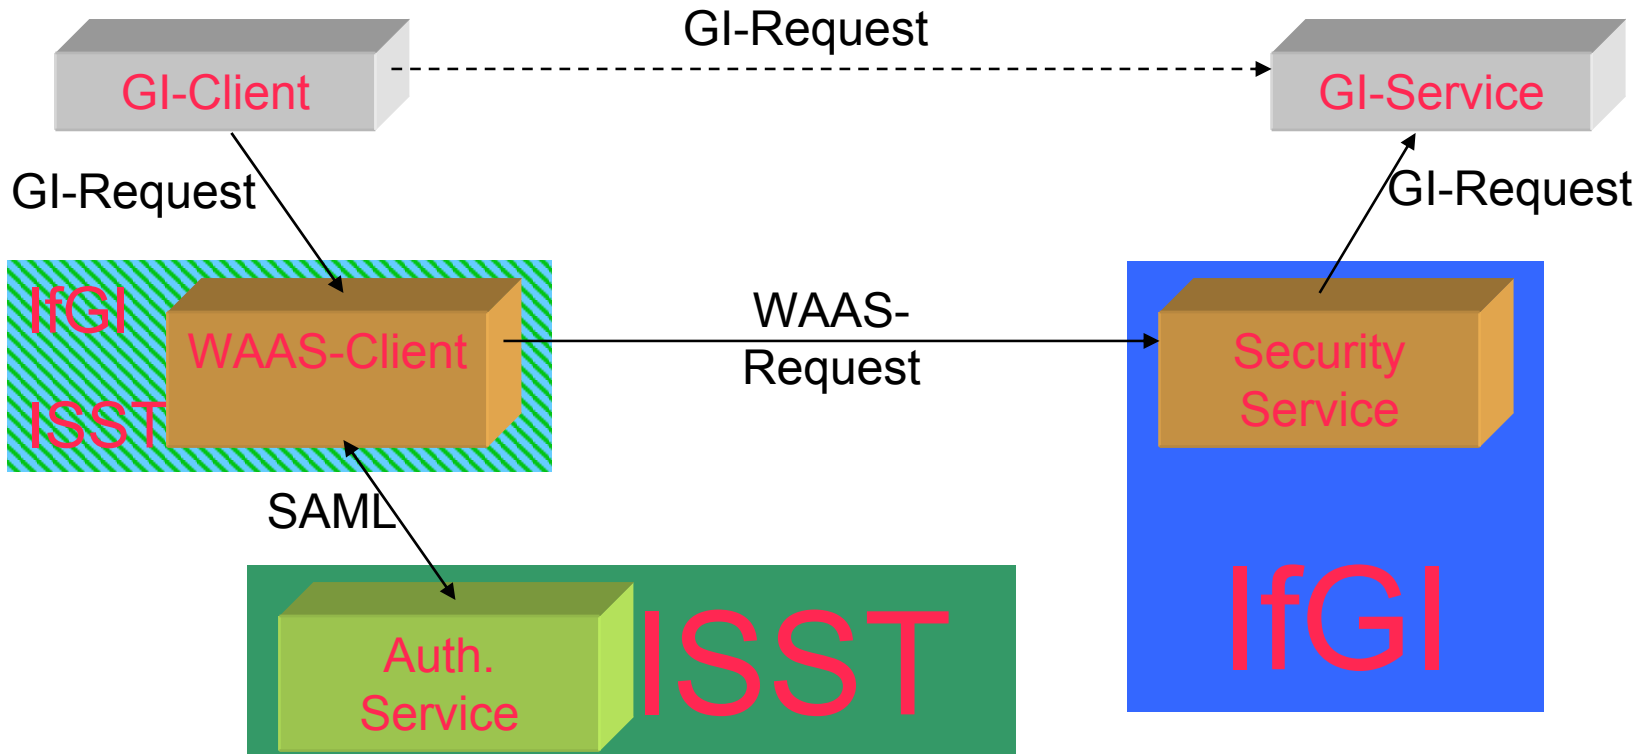 GI-Request
GI-Client
GI-Service
GI-Request
GI-Request
IfGI
ISST
WAAS-Client
WAAS-
Request
Security
Service
SAML
Auth.
Service
ISST
IfGI